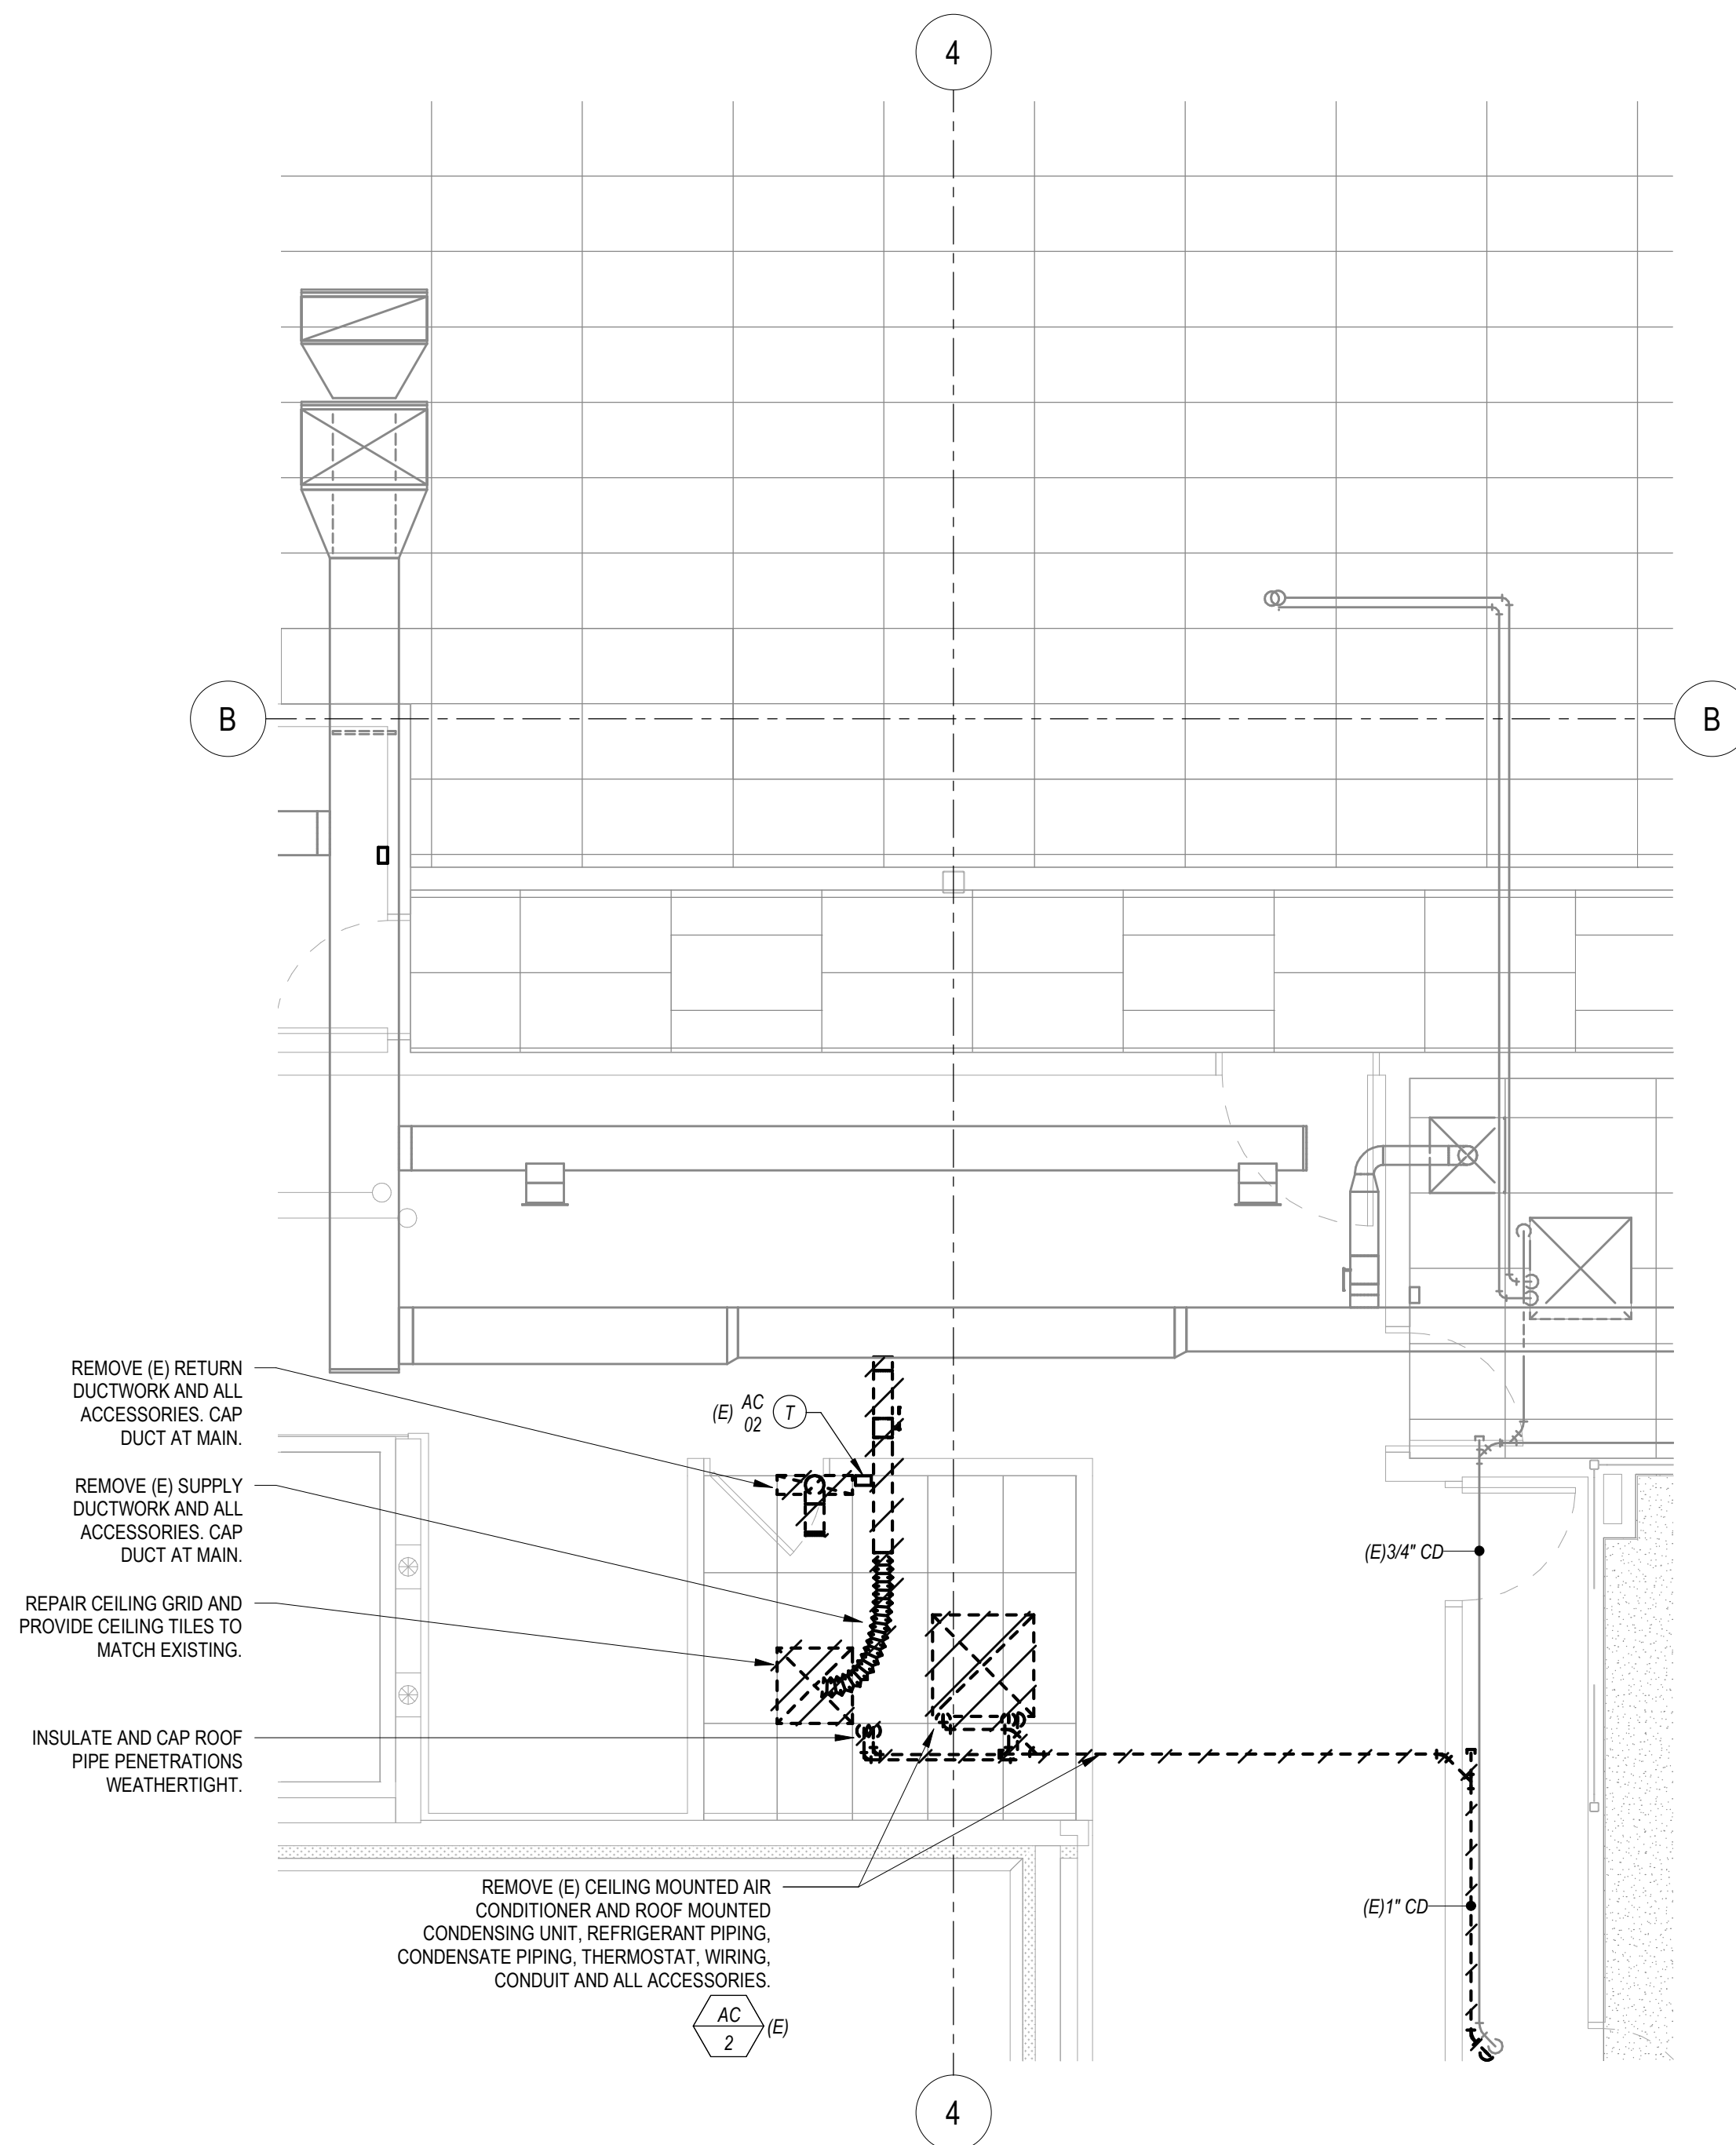 4
B
B
REMOVE (E) RETURN
DUCTWORK AND ALL
ACCESSORIES. CAP
DUCT AT MAIN.
(E) AC
02
T
REMOVE (E) SUPPLY
DUCTWORK AND ALL
ACCESSORIES. CAP
DUCT AT MAIN.
(E)3/4" CD
REPAIR CEILING GRID AND
PROVIDE CEILING TILES TO
MATCH EXISTING.
INSULATE AND CAP ROOF
PIPE PENETRATIONS
WEATHERTIGHT.
REMOVE (E) CEILING MOUNTED AIR
CONDITIONER AND ROOF MOUNTED
CONDENSING UNIT, REFRIGERANT PIPING,
CONDENSATE PIPING, THERMOSTAT, WIRING,
CONDUIT AND ALL ACCESSORIES.
(E)1" CD
AC
2
(E)
4